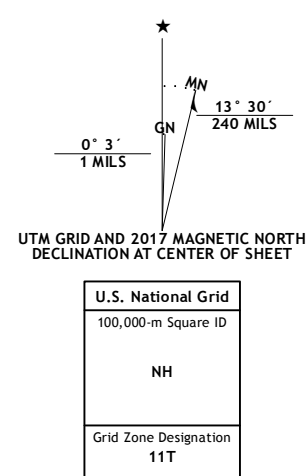 MN
13° 30´
240 MILS
GN
0° 3´
1 MILS
UTM GRID AND 2017 MAGNETIC NORTH
DECLINATION AT CENTER OF SHEET
U.S. National Grid
100,000-m Square ID
NH
Grid Zone Designation
11T